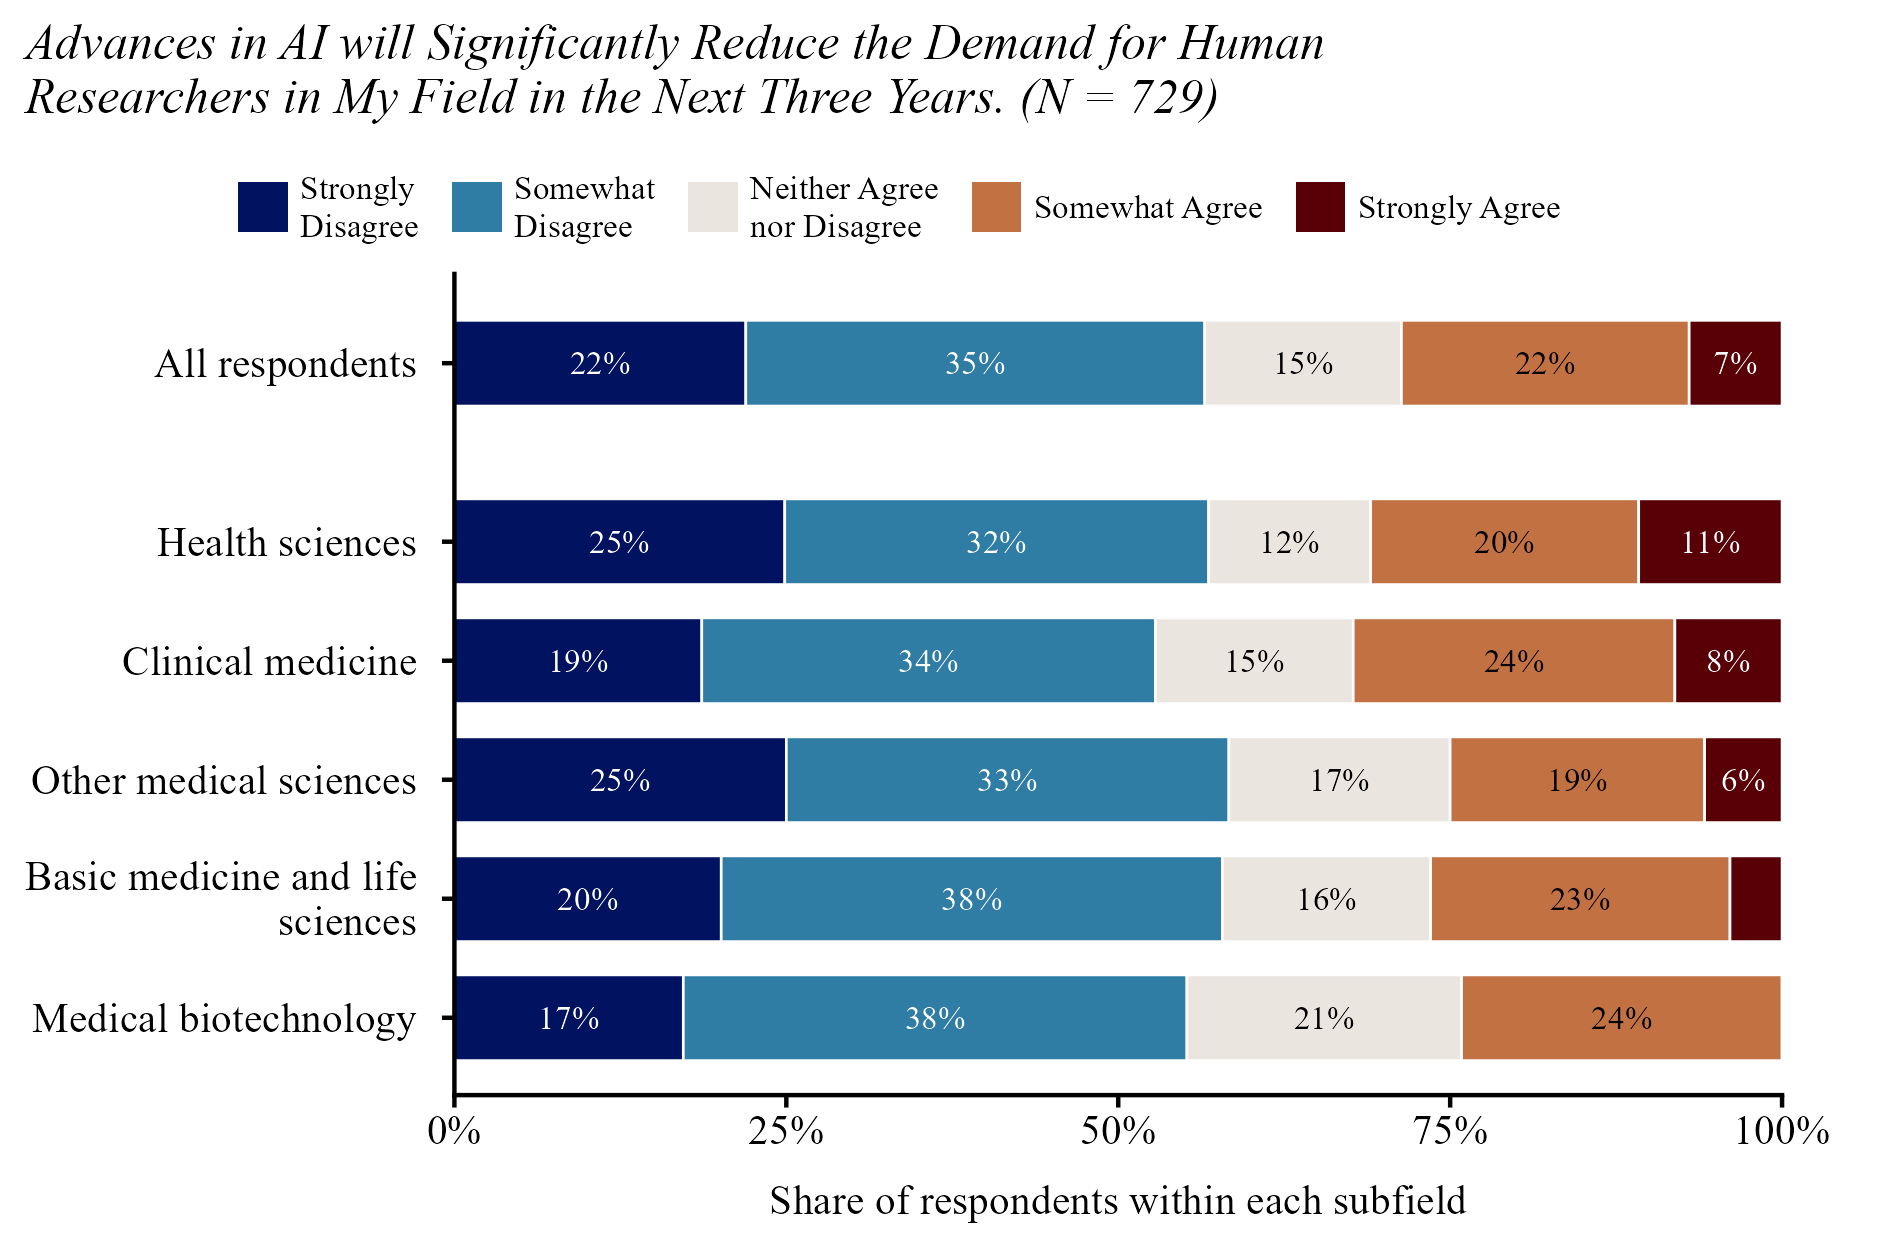 Advances in AI will Significantly Reduce the Demand for Human
Researchers in My Field in the Next Three Years. (N = 729)
Strongly
Disagree
Somewhat
Disagree
Neither Agree
nor Disagree
Somewhat Agree
Strongly Agree
All respondents
22%
35%
15%
22%
7%
Health sciences
25%
32%
12%
20%
11%
Clinical medicine
19%
34%
15%
24%
8%
Other medical sciences
25%
33%
17%
19%
6%
Basic medicine and life
sciences
20%
38%
16%
23%
Medical biotechnology
17%
38%
21%
24%
0%
25%
50%
75%
100%
Share of respondents within each subfield